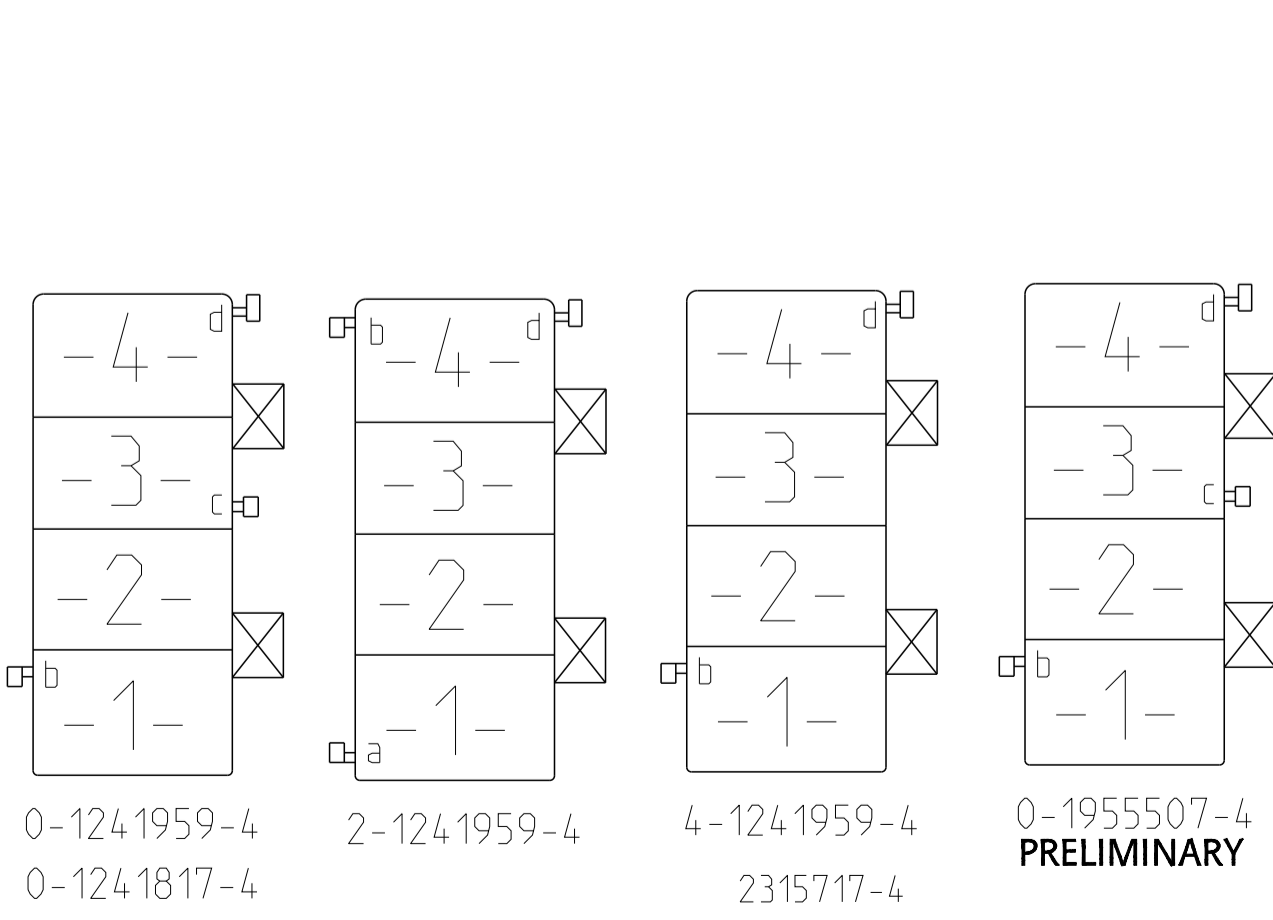 -4- d
-3- c
-2-
b -1-
0-1241959-4
0-1241817-4
b -4- d
-3-
-2-
a -1-
2-1241959-4
-4- d
-3-
-2-
b -1-
4-1241959-4
2315717-4
-4- d
-3- c
-2-
b -1-
0-1955507-4
PRELIMINARY